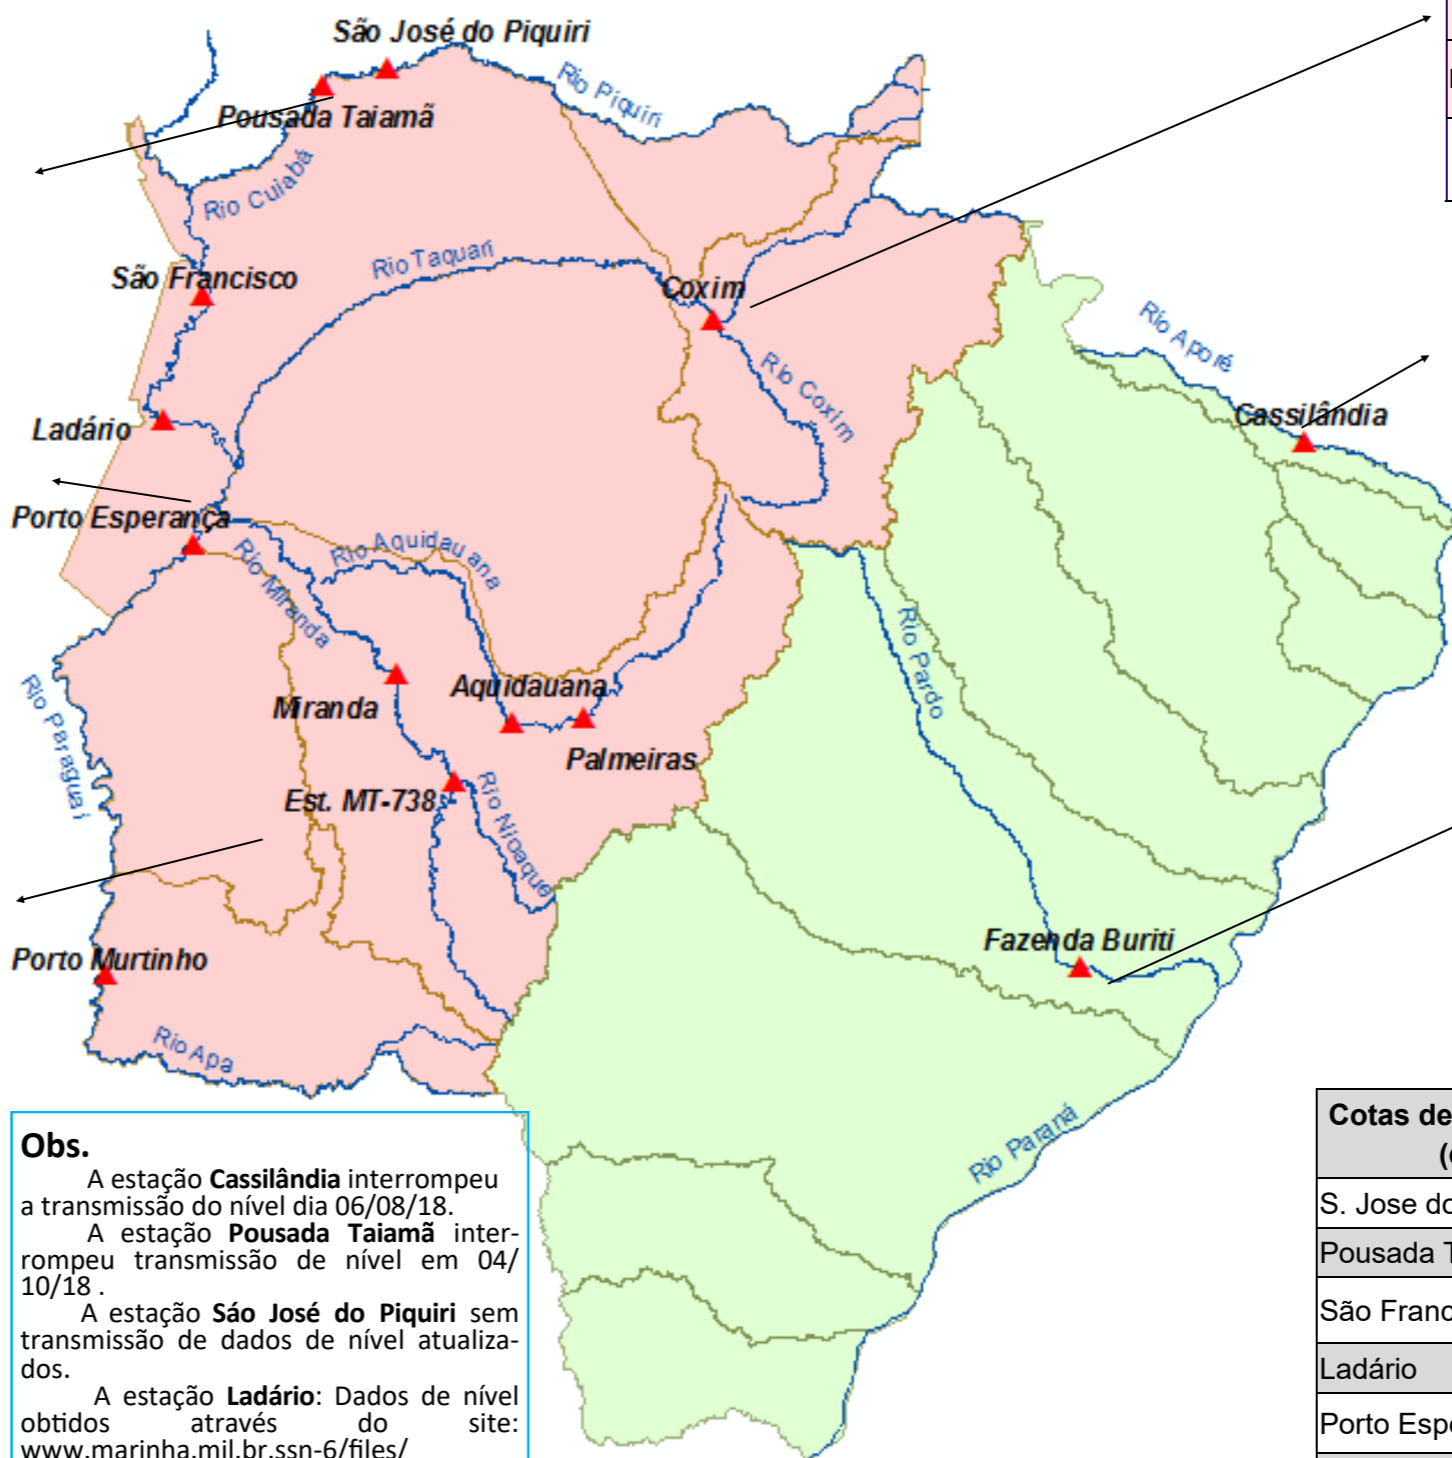 São José do Piquiri
Rio Piquiri
Pousada Taiamã
Rio Cuiabá
Rio Taquari
São Francisco
Coxim
Rio Aporé
Rio Coxim
Cassilândia
Ladário
Porto Esperança
Rio Aquidauana
Rio Miranda
Rio Pardo
Rio Paraguai
Aquidauana
Miranda
Palmeiras
Est. MT-738
Rio Nioaque
Fazenda Buriti
Porto Murtinho
Rio Apa
Rio Paraná
Obs.
A estação Cassilândia interrompeu
a transmissão do nível dia 06/08/18.
A estação Pousada Taiamã inter-
rompeu transmissão de nível em 04/
10/18 .
A estação Sáo José do Piquiri sem
transmissão de dados de nível atualiza-
dos.
A estação Ladário: Dados de nível
obtidos através do site:
www.marinha.mil.br.ssn-6/files/
Cotas de
S. Jose do
Pousada T
São Franc
Ladário
Porto Espe